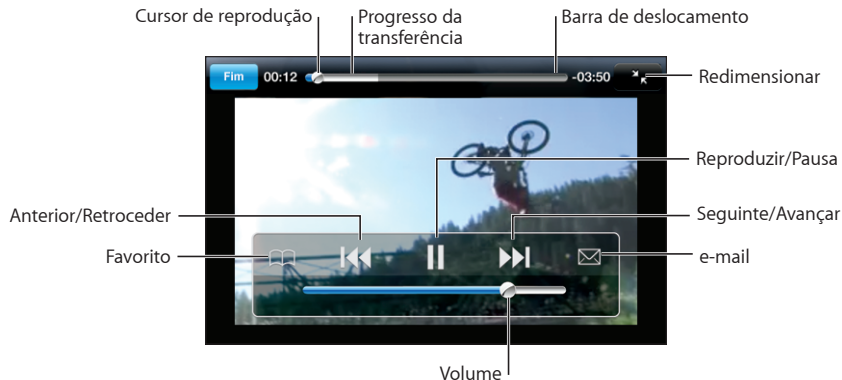 Cursor de reprodução
Progresso da
transferência
Barra de deslocamento
Fim
00:12
-03:50
Redimensionar
Reproduzir/Pausa
Anterior/Retroceder
Seguinte/Avançar
Favorito
e-mail
Volume